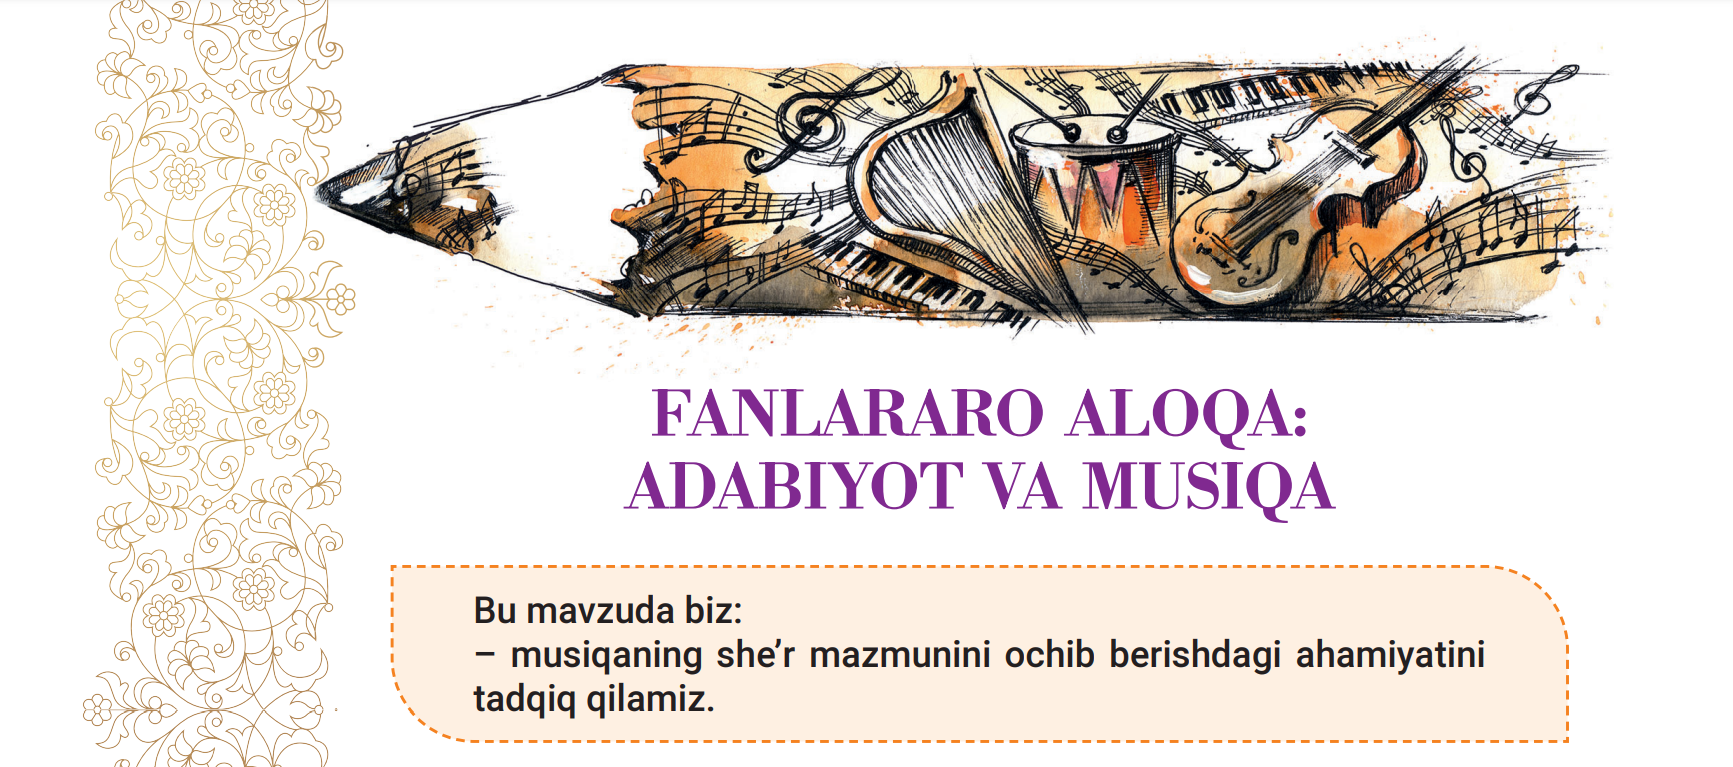 FANLARARO ALOQA:
ADABIYOT VA MUSIQA
Bu mavzuda biz:
– musiqaning she’r mazmunini ochib berishdagi ahamiyatini
tadqiq qilamiz.